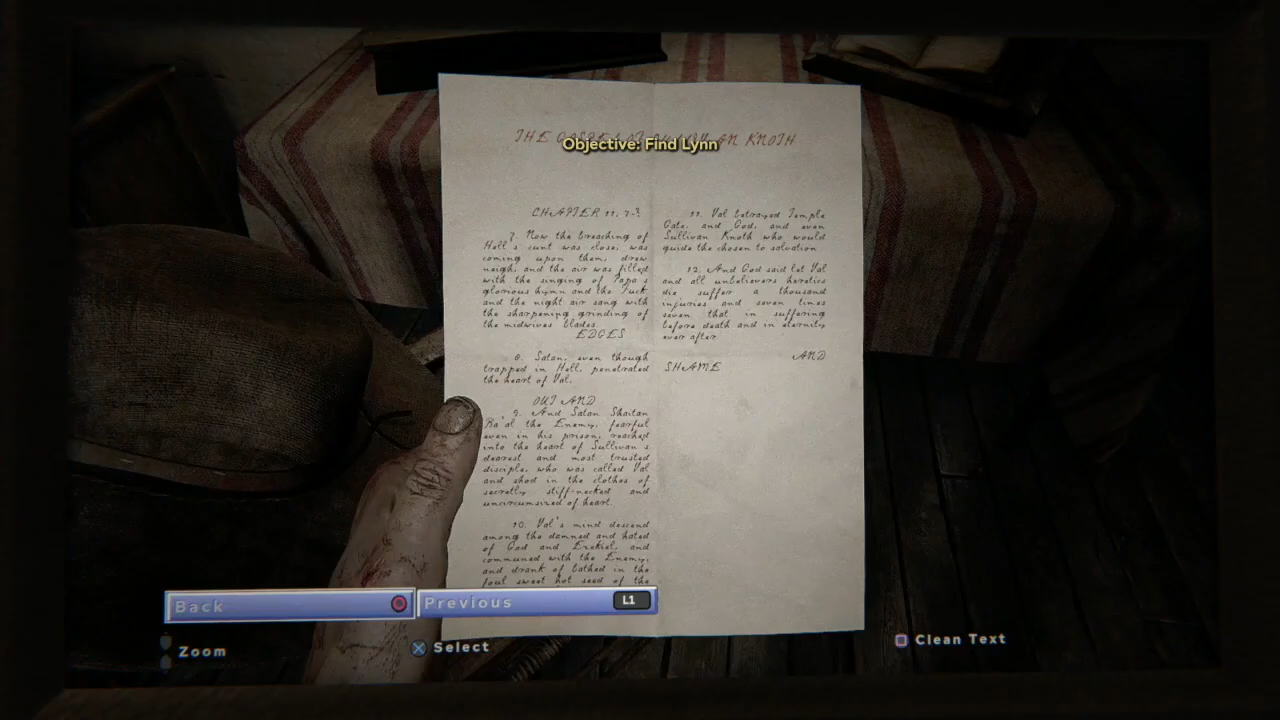 THE GOSPEL OF SULLIVAN KNOTH
Objective: Find Lynn
CHAPTER 11:
7. Now the breaching of
Hell's cunt was close, was
coming upon them, drew
neigh, and the air was filled
with the singing of Papa's
glorious hymn and the
and the night air sang with
the sharpening grinding of
the midwives blades.
EDGES
8. Satan, even though
trapped in Hell, penetrated
the heart of Val.
OUT AND
9. And Satan Shaitan
Ra'al the Enemy, fearful
even in his prison, reached
into the heart of Sullivan's
dearest and most trusted
disciple, who was called Val
and shod in the clothes of
secretly stiff-necked and
uncircumsized of heart.
10. Val's mind descend
among the damned and hated
of God and Ezekiel, and
communed with the Enemy,
and drank of bathed in the
foul sweet hot seed of the
11. Val betrayed Temple
Gate, and God, and even
Sullivan Knoth who would
guide the chosen to salvation
12. And God said let Val
and all unbelievers heretics
die suffer a thousand
injuries and seven times
seven that in suffering
before death and in eternity
ever after.
AND
SHAME
Back
Previous L1
Zoom
Select
Clean Text